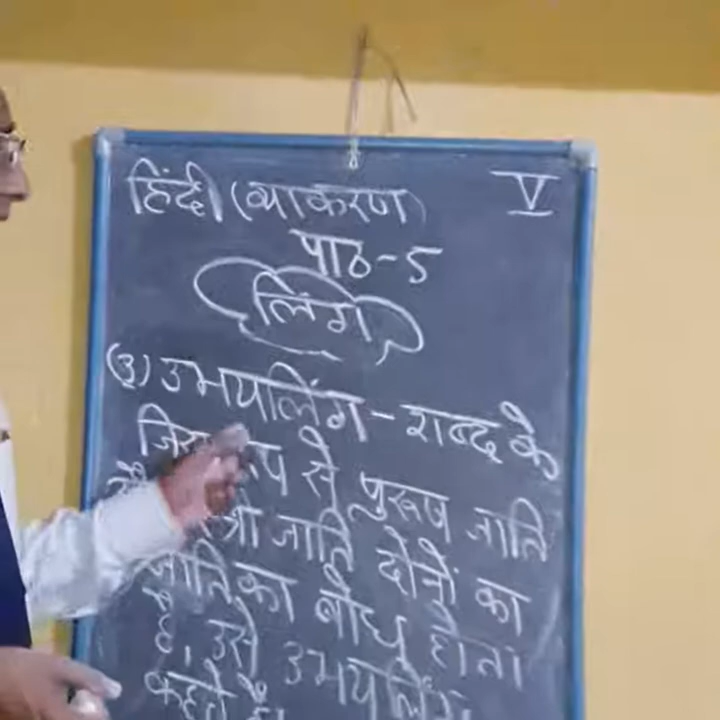 हिंदी (व्याकरण) V
पाठ-5
लिंग
(3) उभयलिंग - शब्द के
जिस रूप से पुरूष जाति
स्त्री जाति दोनों का
जाति का बोध होता
है, उसे उभयलिंग
कहते हैं।